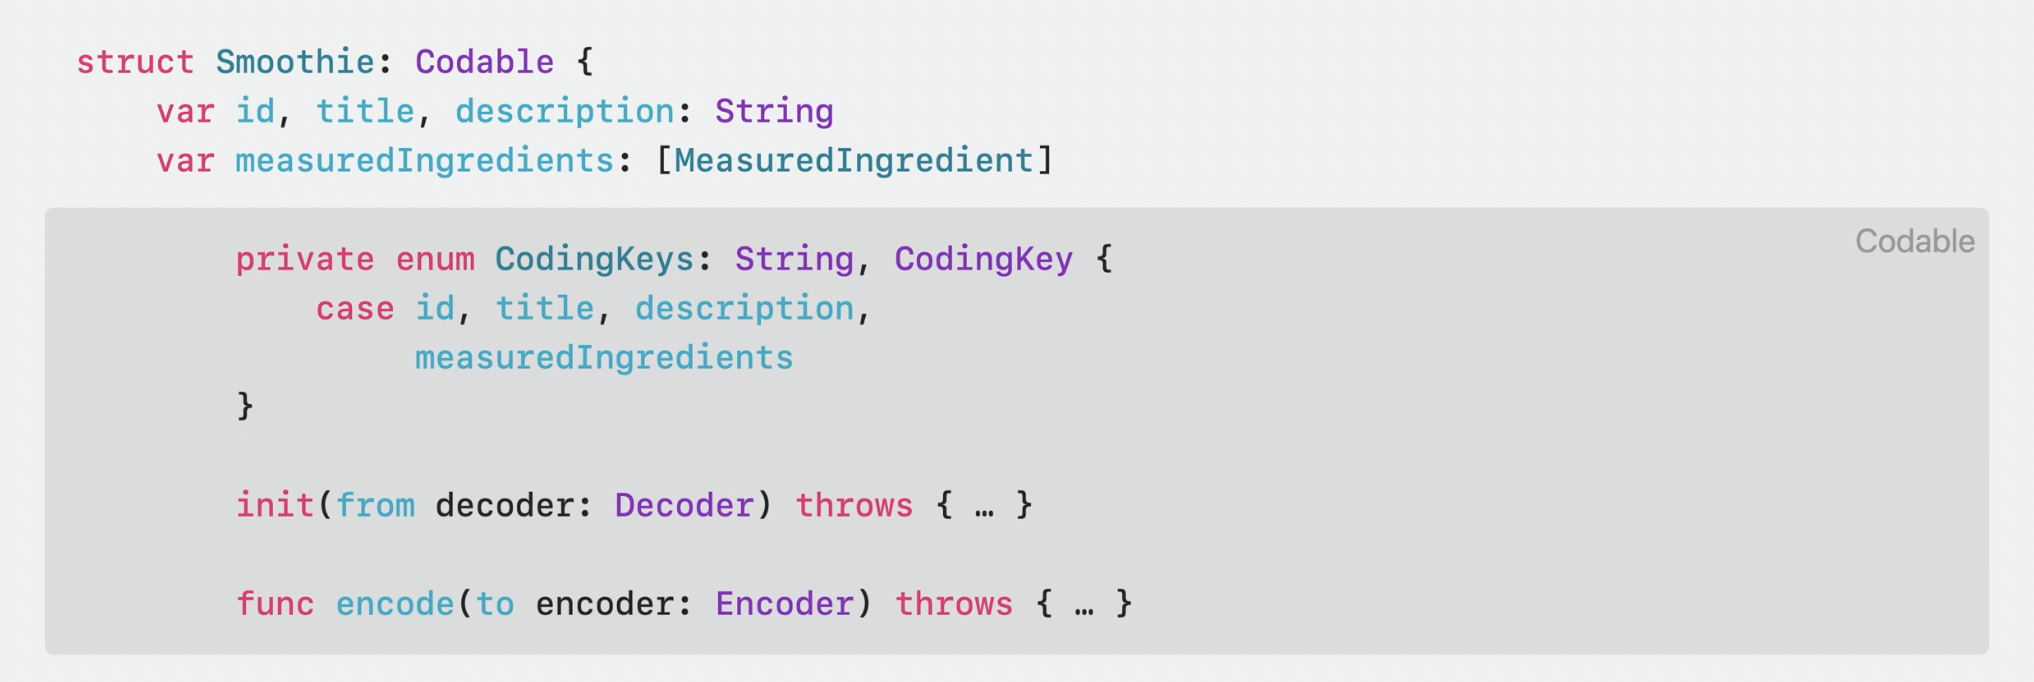 struct Smoothie: Codable {
    var id, title, description: String
    var measuredIngredients: [MeasuredIngredient]
Codable
        private enum CodingKeys: String, CodingKey {
            case id, title, description,
                 measuredIngredients
        }
        init(from decoder: Decoder) throws { … }
        func encode(to encoder: Encoder) throws { … }